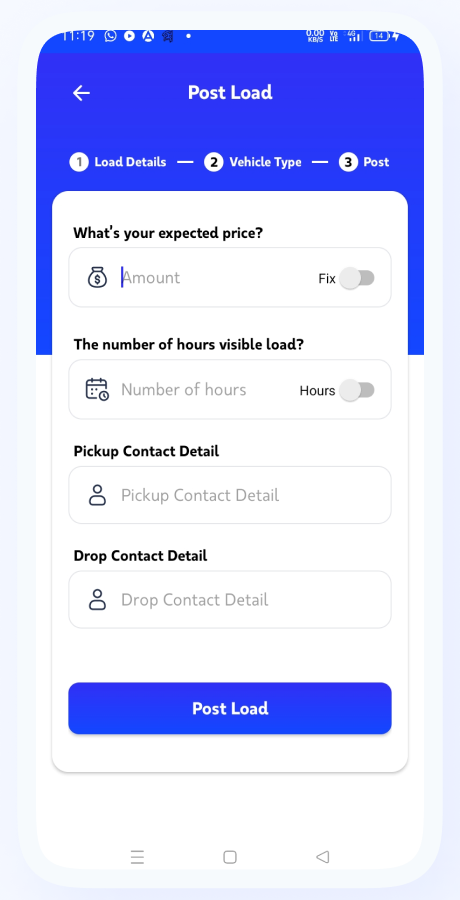 11:19 0.00 KB/S Vo LTE 4G 14
Post Load
1 Load Details 2 Vehicle Type 3 Post
What's your expected price?
Amount Fix
The number of hours visible load?
Number of hours Hours
Pickup Contact Detail
Pickup Contact Detail
Drop Contact Detail
Drop Contact Detail
Post Load